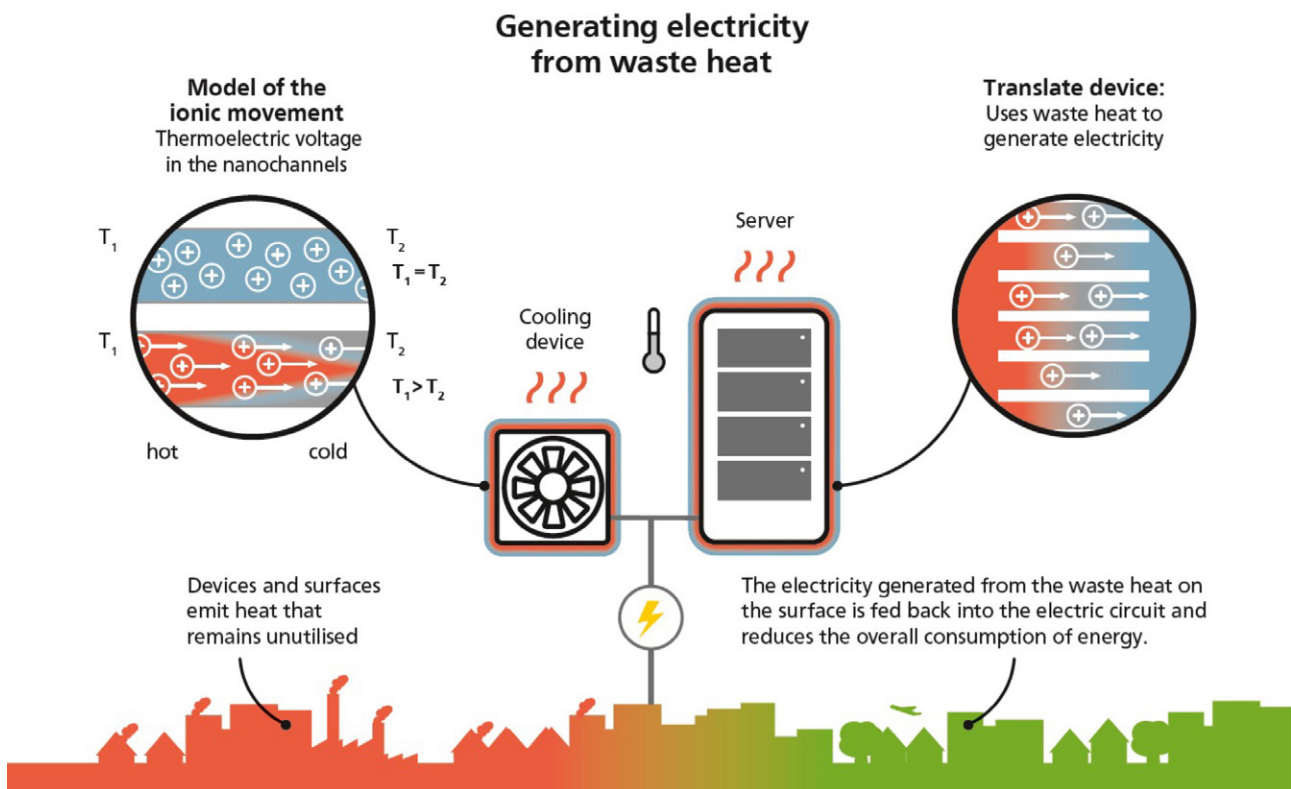 Generating electricity
from waste heat
Model of the
ionic movement
Thermoelectric voltage
in the nanochannels
T₁
T₂
T₁ = T₂
T₁
T₂
T₁ > T₂
hot
cold
Cooling
device
Server
Translate device:
Uses waste heat to
generate electricity
Devices and surfaces
emit heat that
remains unutilised
The electricity generated from the waste heat on
the surface is fed back into the electric circuit and
reduces the overall consumption of energy.